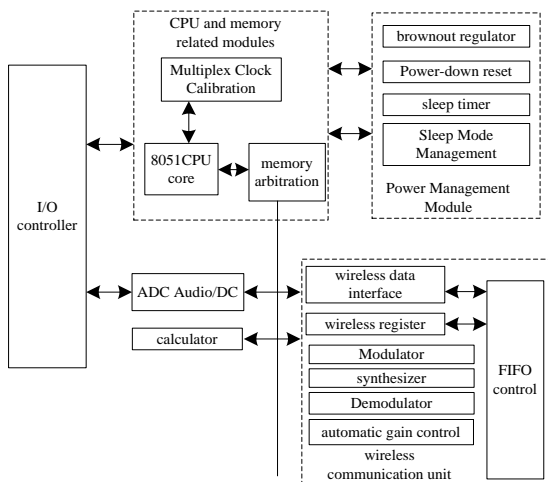 CPU and memory
related modules
Multiplex Clock
Calibration
8051CPU
core
memory
arbitration
brownout regulator
Power-down reset
sleep timer
Sleep Mode
Management
Power Management
Module
I/O
controller
ADC Audio/DC
calculator
wireless data
interface
wireless register
Modulator
synthesizer
Demodulator
automatic gain control
wireless
communication unit
FIFO
control